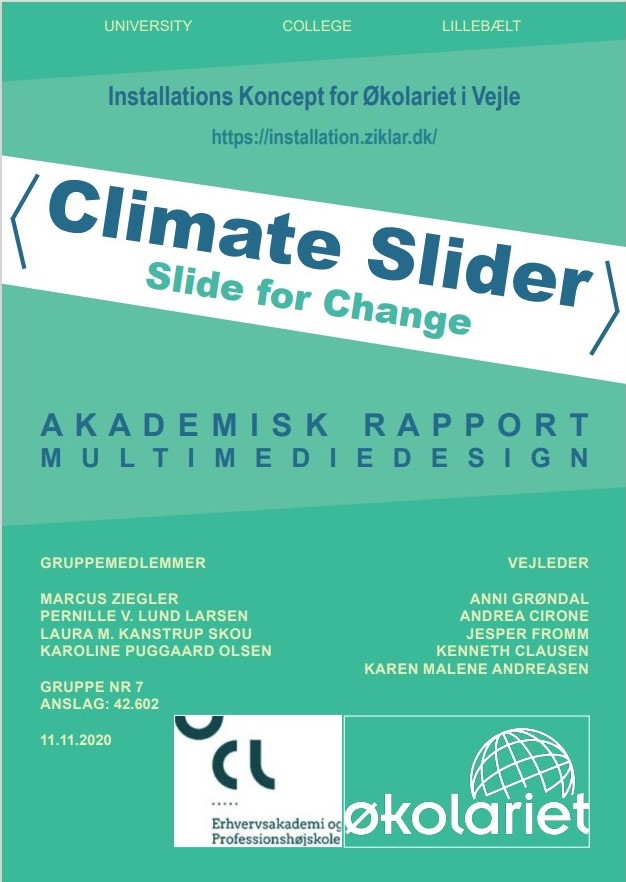 UNIVERSITY COLLEGE LILLEBÆLT
Installations Koncept for Økolariet i Vejle
https://installation.ziklar.dk/
Climate Slider
Slide for Change
AKADEMISK RAPPORT
MULTIMEDIEDESIGN
GRUPPEMEDLEMMER
MARCUS ZIEGLER
PERNILLE V. LUND LARSEN
LAURA M. KANSTRUP SKOU
KAROLINE PUGGAARD OLSEN
GRUPPE NR 7
ANSLAG: 42.602
11.11.2020
VEJLEDER
ANNI GRØNDAL
ANDREA CIRONE
JESPER FROMM
KENNETH CLAUSEN
KAREN MALENE ANDREASEN
UCL
Erhvervsakademi og
Professionshøjskole
økolariet